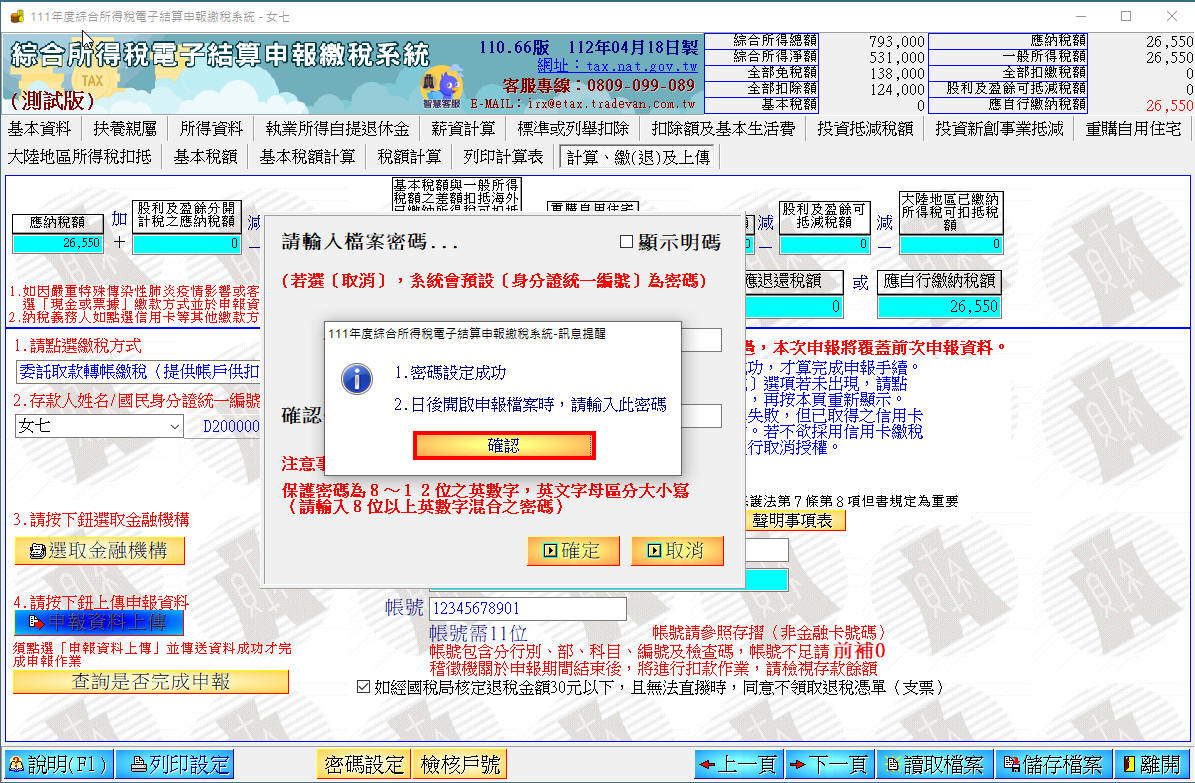 111年度綜合所得稅電子結算申報繳稅系統 - 女七
綜合所得稅電子結算申報繳稅系統
(測試版)
110.66版 112年04月18日製
網址：tax.nat.gov.tw
客服專線：0809-099-089
E-MAIL：irx@etax.tradevan.com.tw
智慧客服
TAX
綜合所得總額 793,000 應納稅額 26,550
綜合所得淨額 531,000 一般所得稅額 26,550
全部免稅額 138,000 全部扣繳稅額 0
全部扣除額 124,000 股利及盈餘可抵減稅額 0
基本稅額 0 應自行繳納稅額 26,550
基本資料 扶養親屬 所得資料 執業所得自提退休金 薪資計算 標準或列舉扣除 扣除額及基本生活費 投資抵減稅額 投資新創事業抵減 重購自用住宅
大陸地區所得稅扣抵 基本稅額 基本稅額計算 稅額計算 列印計算表 計算、繳(退)及上傳
應納稅額
26,550
加
＋
股利及盈餘分開
計稅之應納稅額
0
減
基本稅額與一般所得
稅額之差額扣抵海外
重購自用住宅
0
減
－
股利及盈餘可
抵減稅額
0
減
－
大陸地區已繳納
所得稅可扣抵稅
額
0
應退還稅額
0
或
應自行繳納稅額
26,550
1.如因嚴重特殊傳染性肺炎疫情影響或客
選「現金或票據」繳款方式並於申報資
2.納稅義務人如點選信用卡等其他繳款方
1.請點選繳稅方式
委託取款轉帳繳稅（提供帳戶供扣
2.存款人姓名/國民身分證統一編號
女七
D200000
3.請按下鈕選取金融機構
選取金融機構
4.請按下鈕上傳申報資料
申報資料上傳
須點選「申報資料上傳」並傳送資料成功才完
成申報作業
查詢是否完成申報
請輸入檔案密碼...
顯示明碼
(若選〔取消〕，系統會預設〔身分證統一編號〕為密碼)
確認
注意事
保護密碼為８～１２位之英數字，英文字母區分大小寫
（請輸入８位以上英數字混合之密碼）
確定
取消
111年度綜合所得稅電子結算申報繳稅系統-訊息提醒
1.密碼設定成功
2.日後開啟申報檔案時，請輸入此密碼
確認
，本次申報將覆蓋前次申報資料。
功，才算完成申報手續。
〕選項若未出現，請點
，再按本頁重新顯示。
失敗，但已取得之信用卡
。若不欲採用信用卡繳稅
行取消授權。
護法第７條第８項但書規定為重要
聲明事項表
帳號
12345678901
帳號需11位
帳號請參照存摺（非金融卡號碼）
帳號包含分行別、部、科目、編號及檢查碼，帳號不足請 前補0
稽徵機關於申報期間結束後，將進行扣款作業，請檢視存款餘額
如經國稅局核定退稅金額30元以下，且無法直撥時，同意不領取退稅憑單（支票）
說明(F1) 列印設定 密碼設定 檢核戶號 上一頁 下一頁 讀取檔案 儲存檔案 離開